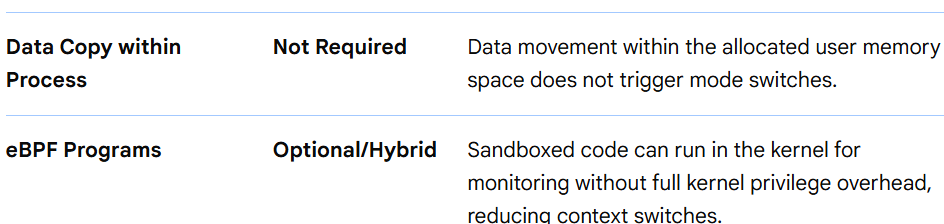 Data Copy within Process
Not Required
Data movement within the allocated user memory
space does not trigger mode switches.
eBPF Programs
Optional/Hybrid
Sandboxed code can run in the kernel for
monitoring without full kernel privilege overhead,
reducing context switches.